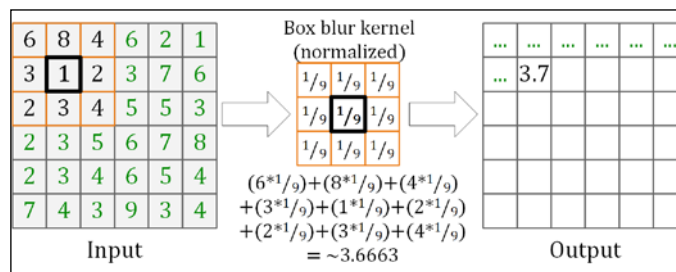 Box blur kernel
(normalized)
6 8 4 6 2 1
3 1 2 3 7 6
2 3 4 5 5 3
2 3 5 6 7 8
2 3 4 6 5 4
7 4 3 9 3 4
Input
1/9 1/9 1/9
1/9 1/9 1/9
1/9 1/9 1/9
(6*1/9)+(8*1/9)+(4*1/9)
+(3*1/9)+(1*1/9)+(2*1/9)
+(2*1/9)+(3*1/9)+(4*1/9)
= ~3.6663
... ... ... ... ... ...
... 3.7
Output